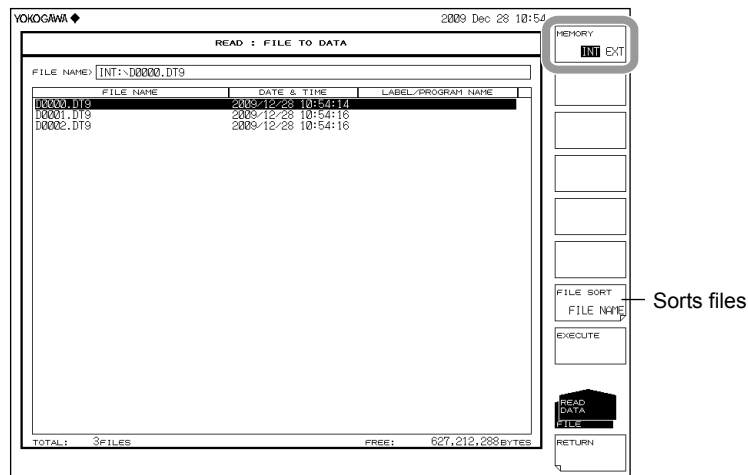 YOKOGAWA ◆ 2009 Dec 28 10:54
READ : FILE TO DATA
MEMORY
INT EXT
FILE NAME> INT:\D0000.DT9
FILE NAME DATE & TIME LABEL/PROGRAM NAME
D0000.DT9 2009/12/28 10:54:14
D0001.DT9 2009/12/28 10:54:16
D0002.DT9 2009/12/28 10:54:16
FILE SORT
FILE NAME
Sorts files
EXECUTE
READ
DATA
FILE
TOTAL: 3FILES FREE: 627,212,288BYTES
RETURN